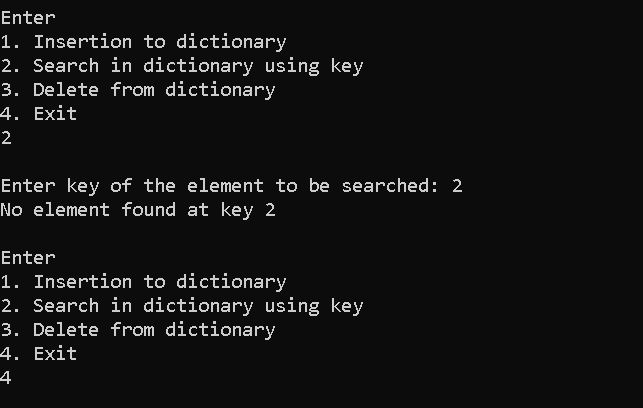 Enter
1. Insertion to dictionary
2. Search in dictionary using key
3. Delete from dictionary
4. Exit
2
Enter key of the element to be searched: 2
No element found at key 2
Enter
1. Insertion to dictionary
2. Search in dictionary using key
3. Delete from dictionary
4. Exit
4